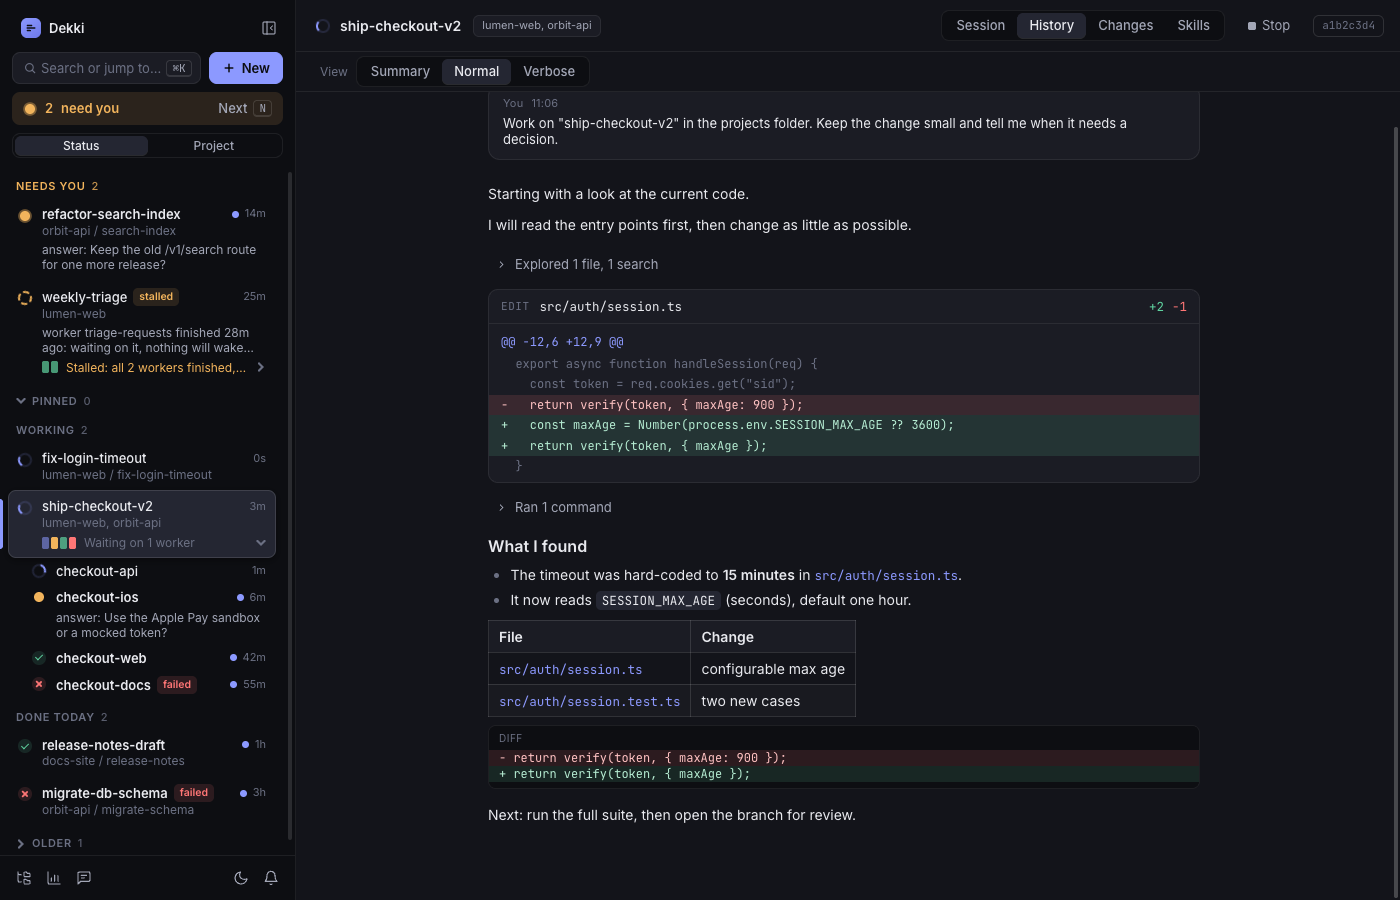 Dekki
Search or jump to... ⌘K
+ New
2 need you Next N
Status Project
NEEDS YOU 2
refactor-search-index 14m
orbit-api / search-index
answer: Keep the old /v1/search route
for one more release?
weekly-triage stalled 25m
lumen-web
worker triage-requests finished 28m
ago: waiting on it, nothing will wake...
Stalled: all 2 workers finished,...
PINNED 0
WORKING 2
fix-login-timeout 0s
lumen-web / fix-login-timeout
ship-checkout-v2 3m
lumen-web, orbit-api
Waiting on 1 worker
checkout-api 1m
checkout-ios 6m
answer: Use the Apple Pay sandbox
or a mocked token?
checkout-web 42m
checkout-docs failed 55m
DONE TODAY 2
release-notes-draft 1h
docs-site / release-notes
migrate-db-schema failed 3h
orbit-api / migrate-schema
OLDER 1
ship-checkout-v2 lumen-web, orbit-api
Session History Changes Skills Stop a1b2c3d4
View Summary Normal Verbose
You 11:06
Work on "ship-checkout-v2" in the projects folder. Keep the change small and tell me when it needs a
decision.
Starting with a look at the current code.
I will read the entry points first, then change as little as possible.
Explored 1 file, 1 search
EDIT src/auth/session.ts +2 -1
@@ -12,6 +12,9 @@
export async function handleSession(req) {
const token = req.cookies.get("sid");
- return verify(token, { maxAge: 900 });
+ const maxAge = Number(process.env.SESSION_MAX_AGE ?? 3600);
+ return verify(token, { maxAge });
}
Ran 1 command
What I found
• The timeout was hard-coded to 15 minutes in src/auth/session.ts.
• It now reads SESSION_MAX_AGE (seconds), default one hour.
File Change
src/auth/session.ts configurable max age
src/auth/session.test.ts two new cases
DIFF
- return verify(token, { maxAge: 900 });
+ return verify(token, { maxAge });
Next: run the full suite, then open the branch for review.